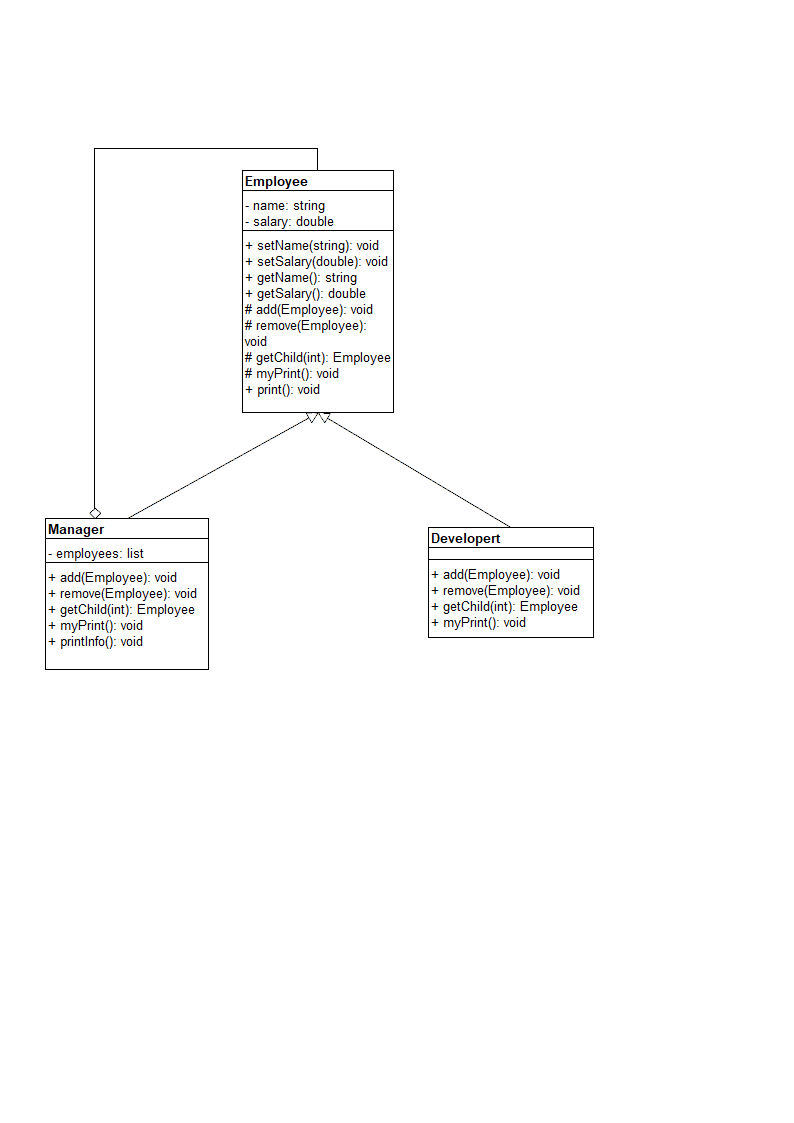 Employee
- name: string
- salary: double
+ setName(string): void
+ setSalary(double): void
+ getName(): string
+ getSalary(): double
# add(Employee): void
# remove(Employee):
void
# getChild(int): Employee
# myPrint(): void
+ print(): void
Manager
- employees: list
+ add(Employee): void
+ remove(Employee): void
+ getChild(int): Employee
+ myPrint(): void
+ printInfo(): void
Developert
+ add(Employee): void
+ remove(Employee): void
+ getChild(int): Employee
+ myPrint(): void